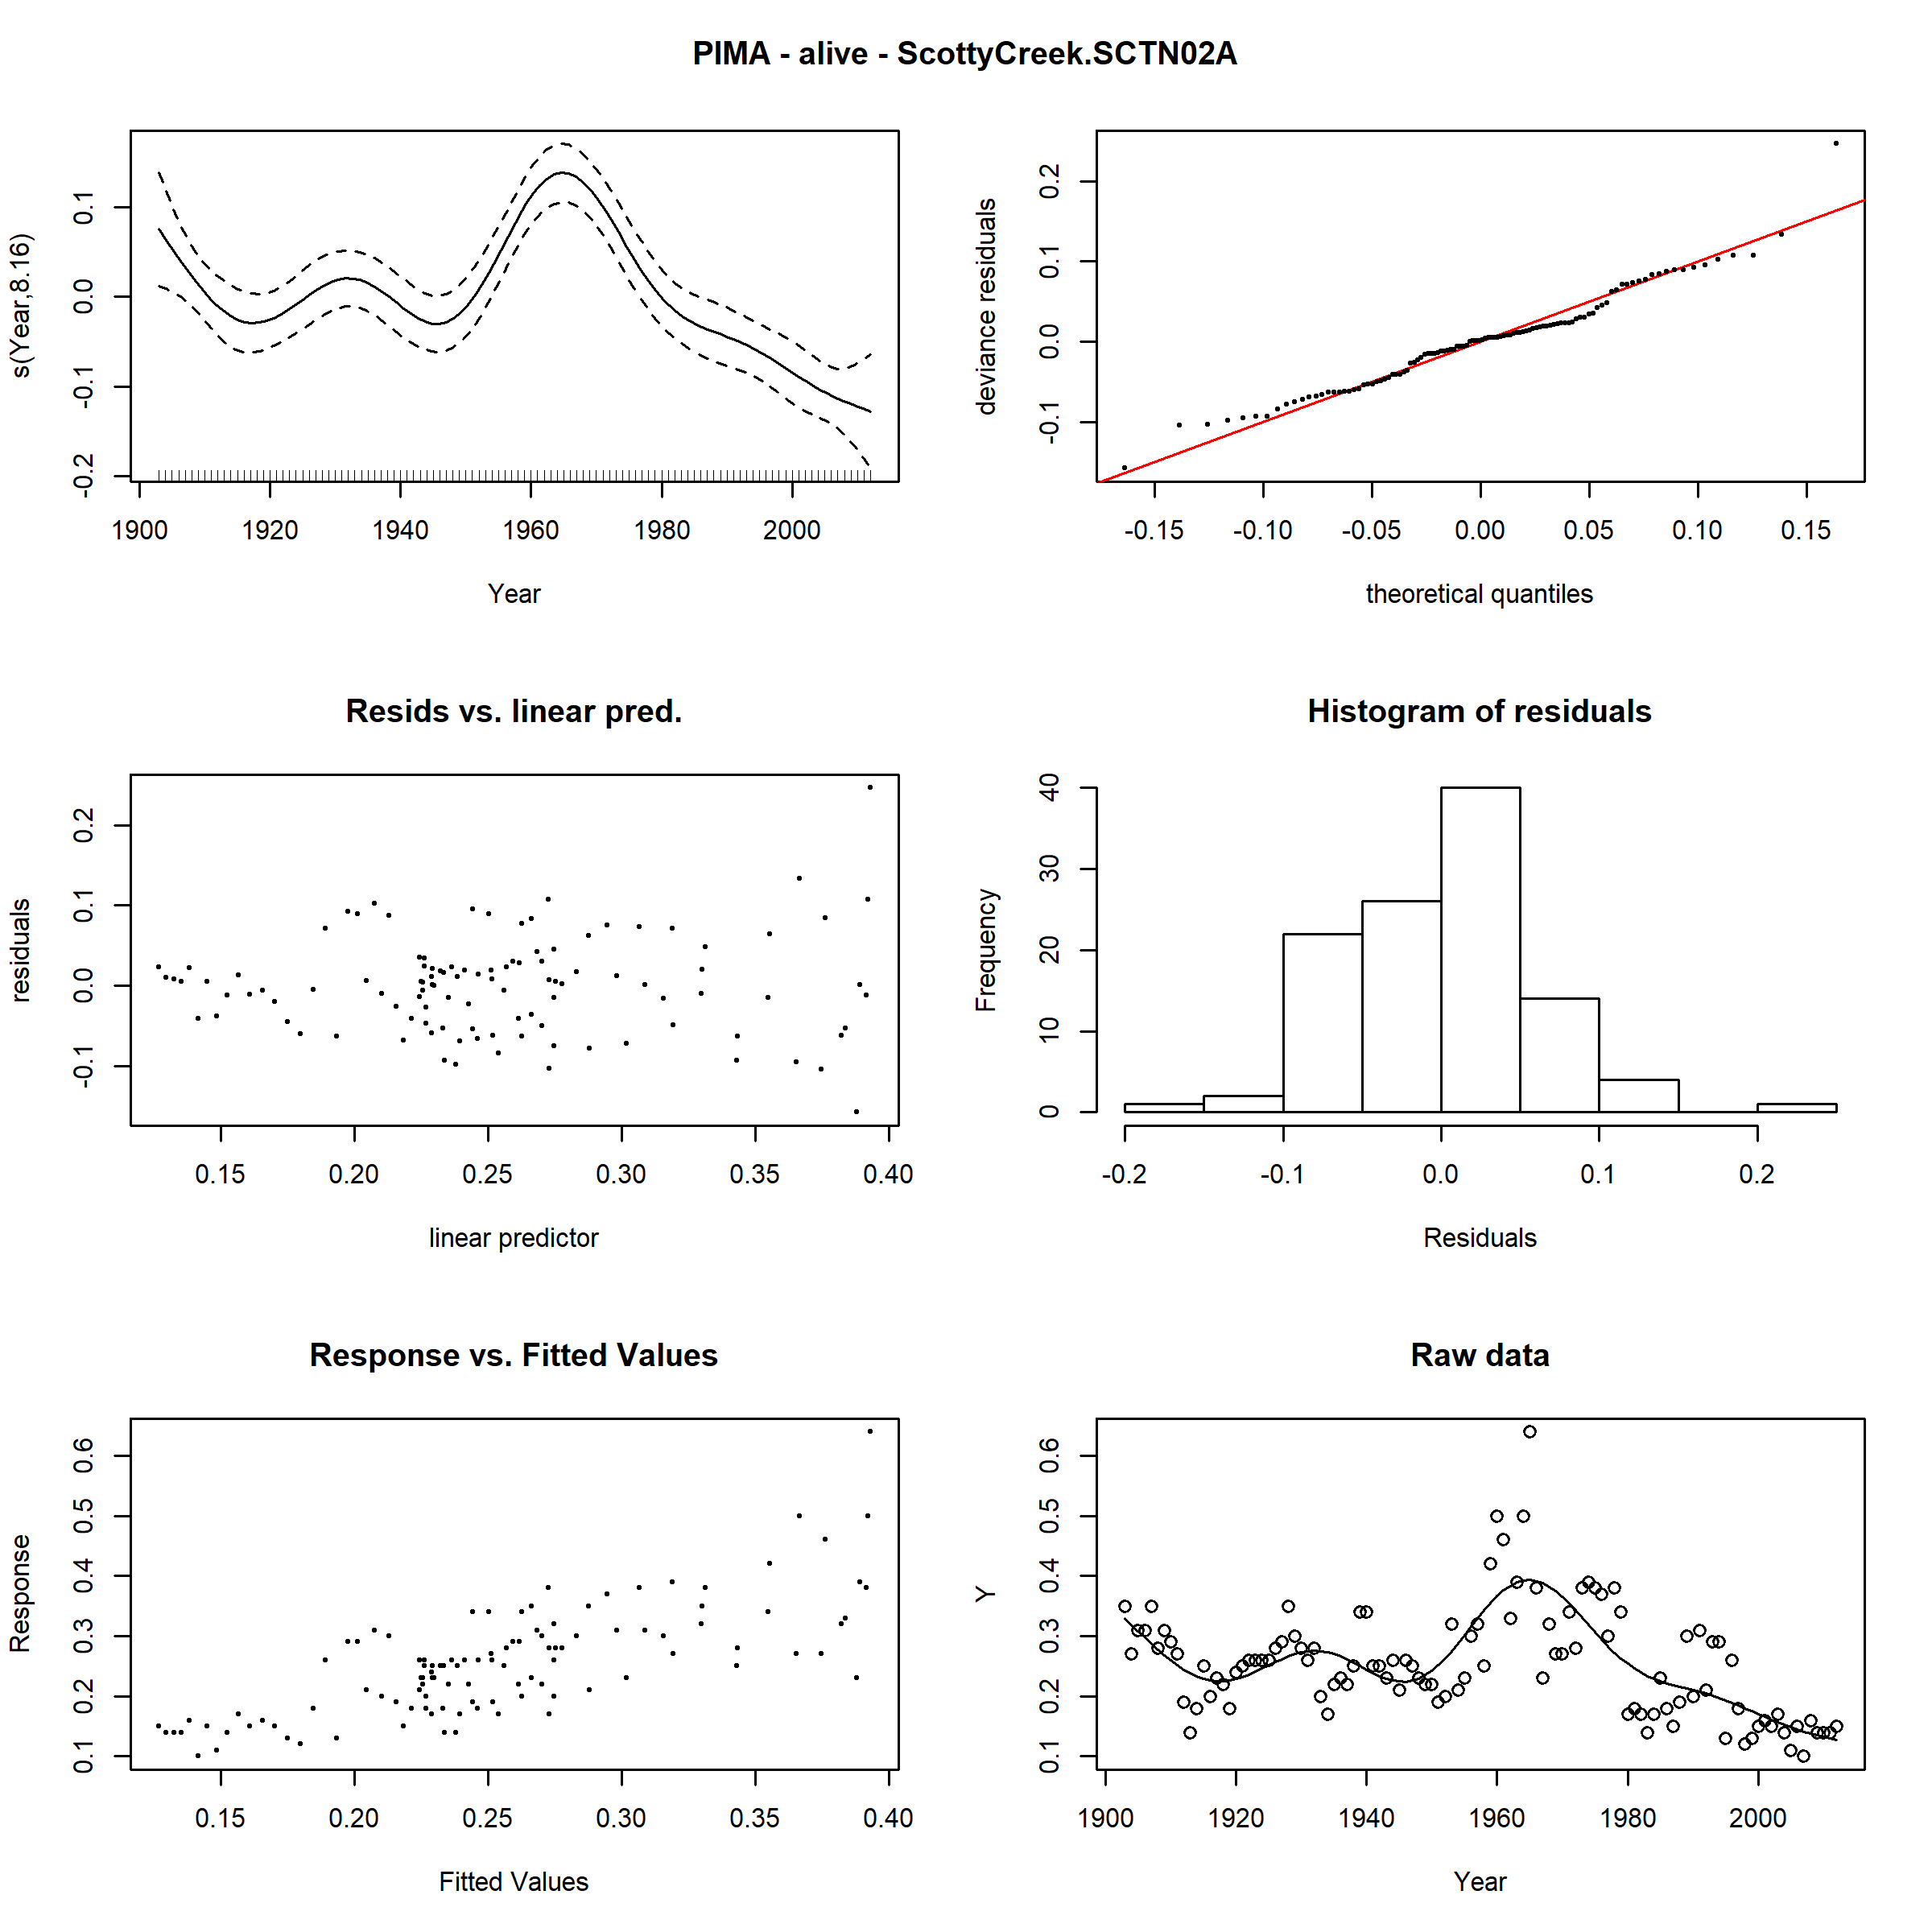 PIMA - alive - ScottyCreek.SCTN02A
s(Year,8.16)
-0.2 -0.1 0.0 0.1
1900 1920 1940 1960 1980 2000
Year
deviance residuals
-0.1 0.0 0.1 0.2
-0.15 -0.10 -0.05 0.00 0.05 0.10 0.15
theoretical quantiles
Resids vs. linear pred.
residuals
-0.1 0.0 0.1 0.2
0.15 0.20 0.25 0.30 0.35 0.40
linear predictor
Histogram of residuals
Frequency
0 10 20 30 40
-0.2 -0.1 0.0 0.1 0.2
Residuals
Response vs. Fitted Values
Response
0.1 0.2 0.3 0.4 0.5 0.6
0.15 0.20 0.25 0.30 0.35 0.40
Fitted Values
Raw data
Y
0.1 0.2 0.3 0.4 0.5 0.6
1900 1920 1940 1960 1980 2000
Year